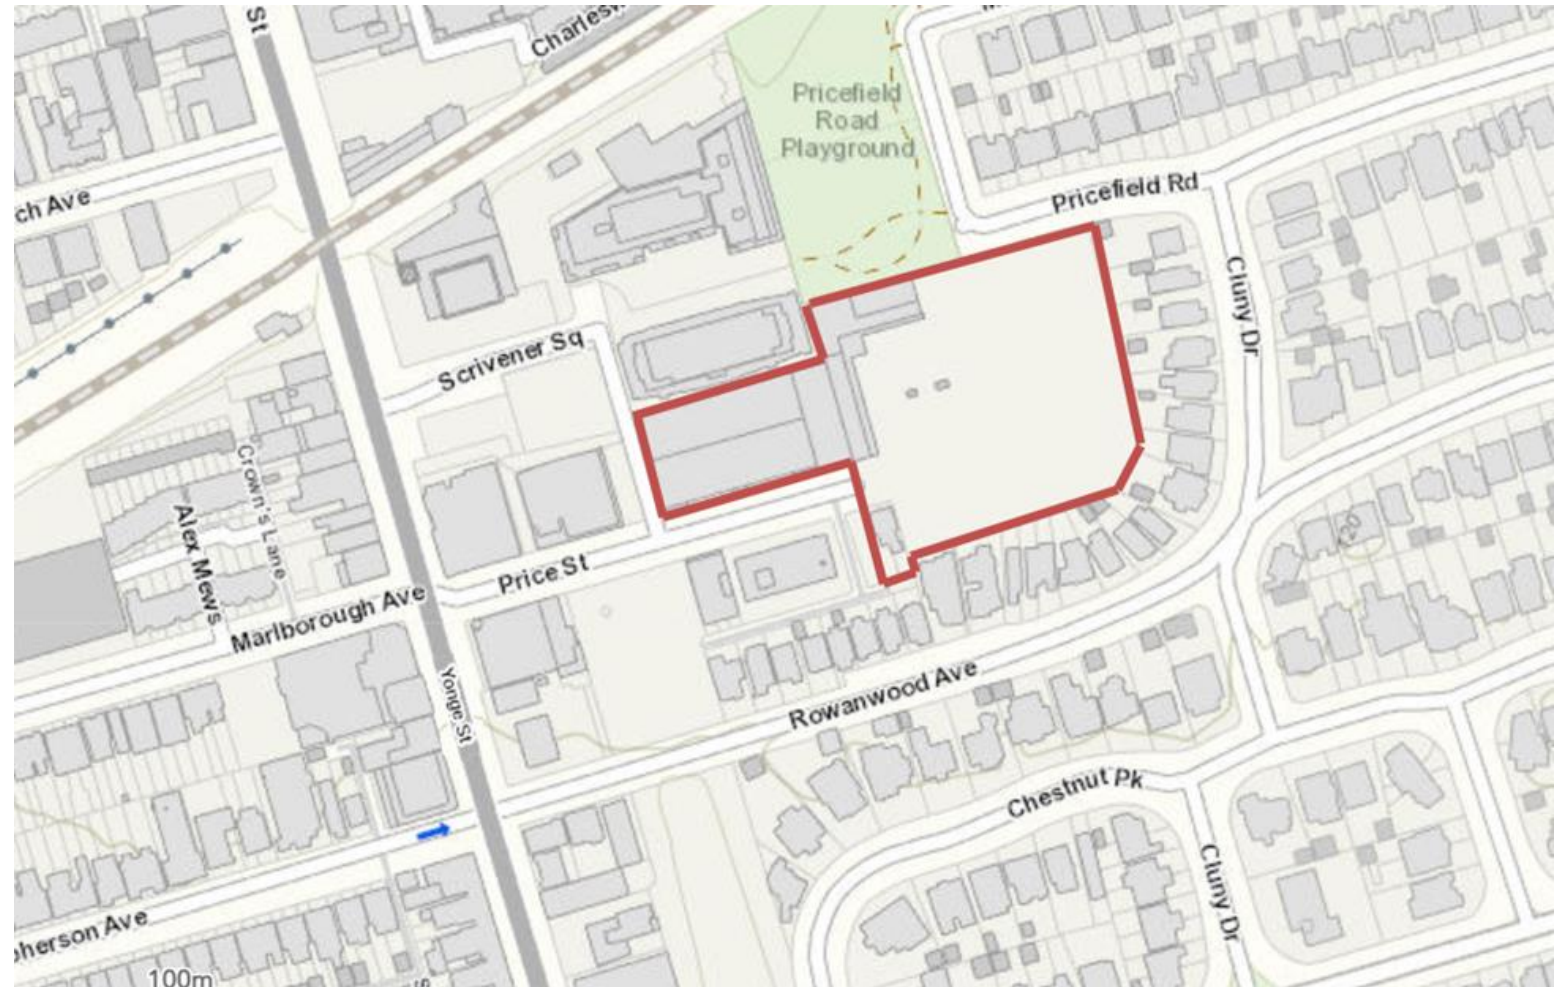 St
Charlesw
Pricefield
Road
Playground
ch Ave
Pricefield Rd
Cluny Dr
Scrivener Sq
Crown's Lane
Alex Mews
Price St
Marlborough Ave
Yonge St
Rowanwood Ave
Chestnut Pk
Cluny Dr
pherson Ave
100m